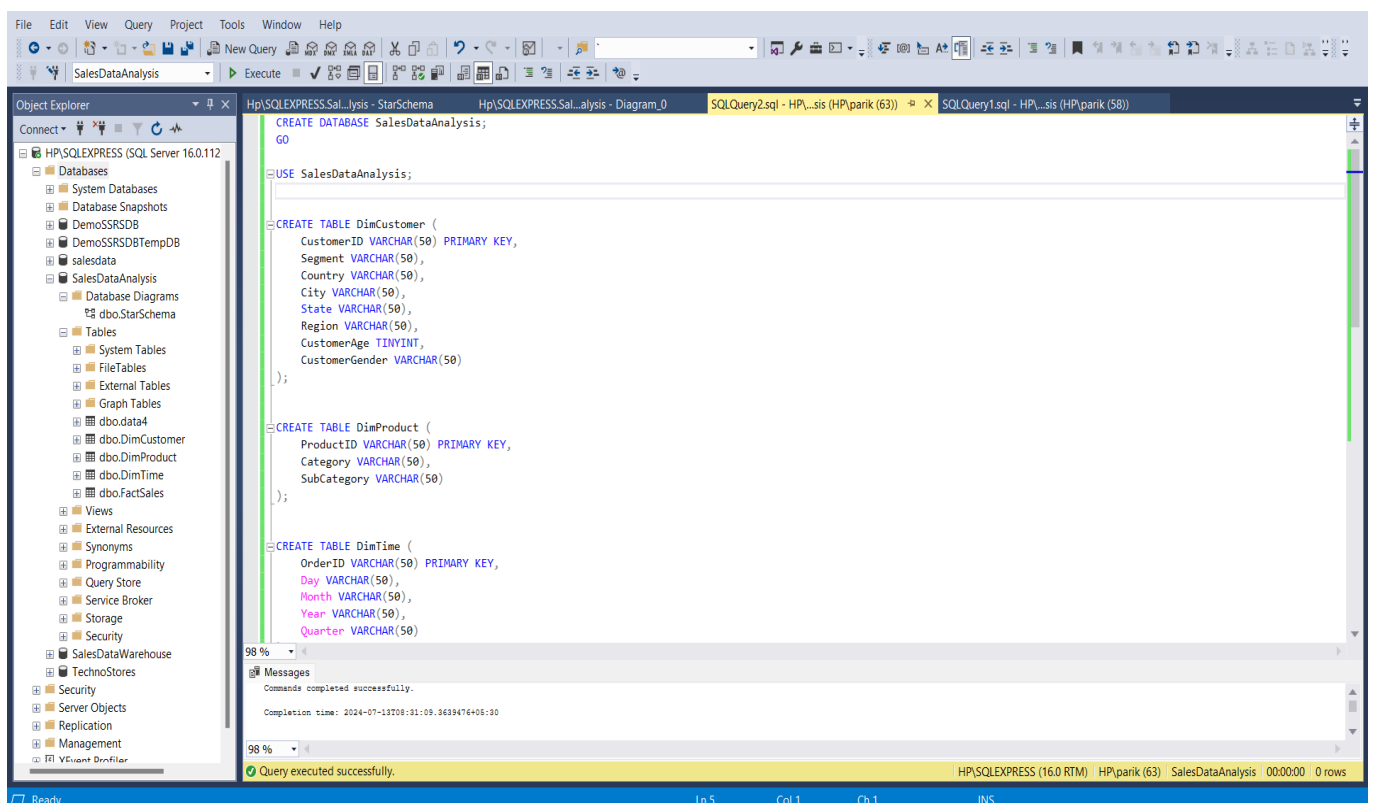 File Edit View Query Project Tools Window Help
New Query MDX DMX XMLA DAX
SalesDataAnalysis Execute
Object Explorer
Connect
HP\SQLEXPRESS (SQL Server 16.0.112
Databases
System Databases
Database Snapshots
DemoSSRSDB
DemoSSRSDBTempDB
salesdata
SalesDataAnalysis
Database Diagrams
dbo.StarSchema
Tables
System Tables
FileTables
External Tables
Graph Tables
dbo.data4
dbo.DimCustomer
dbo.DimProduct
dbo.DimTime
dbo.FactSales
Views
External Resources
Synonyms
Programmability
Query Store
Service Broker
Storage
Security
SalesDataWarehouse
TechnoStores
Security
Server Objects
Replication
Management
XEvent Profiler
Hp\SQLEXPRESS.Sal...lysis - StarSchema Hp\SQLEXPRESS.Sal...alysis - Diagram_0 SQLQuery2.sql - HP\...sis (HP\parik (63)) SQLQuery1.sql - HP\...sis (HP\parik (58))
CREATE DATABASE SalesDataAnalysis;
GO
USE SalesDataAnalysis;
CREATE TABLE DimCustomer (
CustomerID VARCHAR(50) PRIMARY KEY,
Segment VARCHAR(50),
Country VARCHAR(50),
City VARCHAR(50),
State VARCHAR(50),
Region VARCHAR(50),
CustomerAge TINYINT,
CustomerGender VARCHAR(50)
);
CREATE TABLE DimProduct (
ProductID VARCHAR(50) PRIMARY KEY,
Category VARCHAR(50),
SubCategory VARCHAR(50)
);
CREATE TABLE DimTime (
OrderID VARCHAR(50) PRIMARY KEY,
Day VARCHAR(50),
Month VARCHAR(50),
Year VARCHAR(50),
Quarter VARCHAR(50)
98 %
Messages
Commands completed successfully.
Completion time: 2024-07-13T08:31:09.3639476+05:30
98 %
Query executed successfully. HP\SQLEXPRESS (16.0 RTM) HP\parik (63) SalesDataAnalysis 00:00:00 0 rows
Ready Ln 5 Col 1 Ch 1 INS